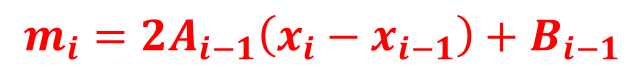 m_i = 2A_{i−1}(x_i − x_{i−1}) + B_{i−1}